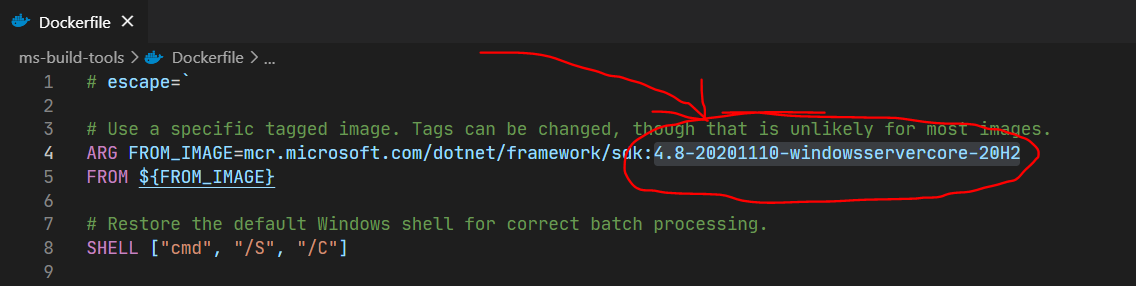 Dockerfile
ms-build-tools > Dockerfile > ...
1 # escape=`
2
3 # Use a specific tagged image. Tags can be changed, though that is unlikely for most images.
4 ARG FROM_IMAGE=mcr.microsoft.com/dotnet/framework/sdk:4.8-20201110-windowsservercore-20H2
5 FROM ${FROM_IMAGE}
6
7 # Restore the default Windows shell for correct batch processing.
8 SHELL ["cmd", "/S", "/C"]
9